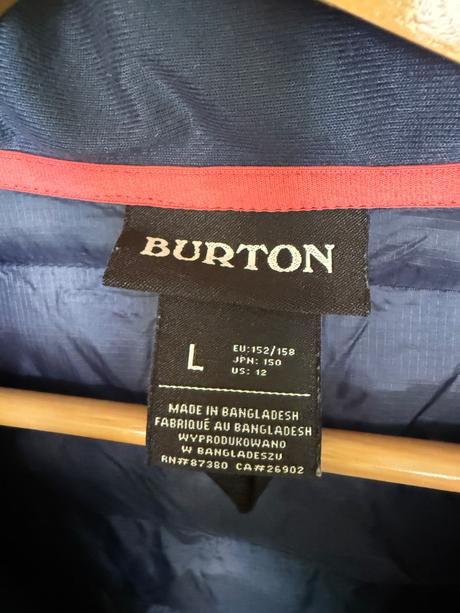 BURTON
L
EU:152/158
JPN: 150
US: 12
MADE IN BANGLADESH
FABRIQUÉ AU BANGLADESH
WYPRODUKOWANO
W BANGLADESZU
RN#87380 CA#26902